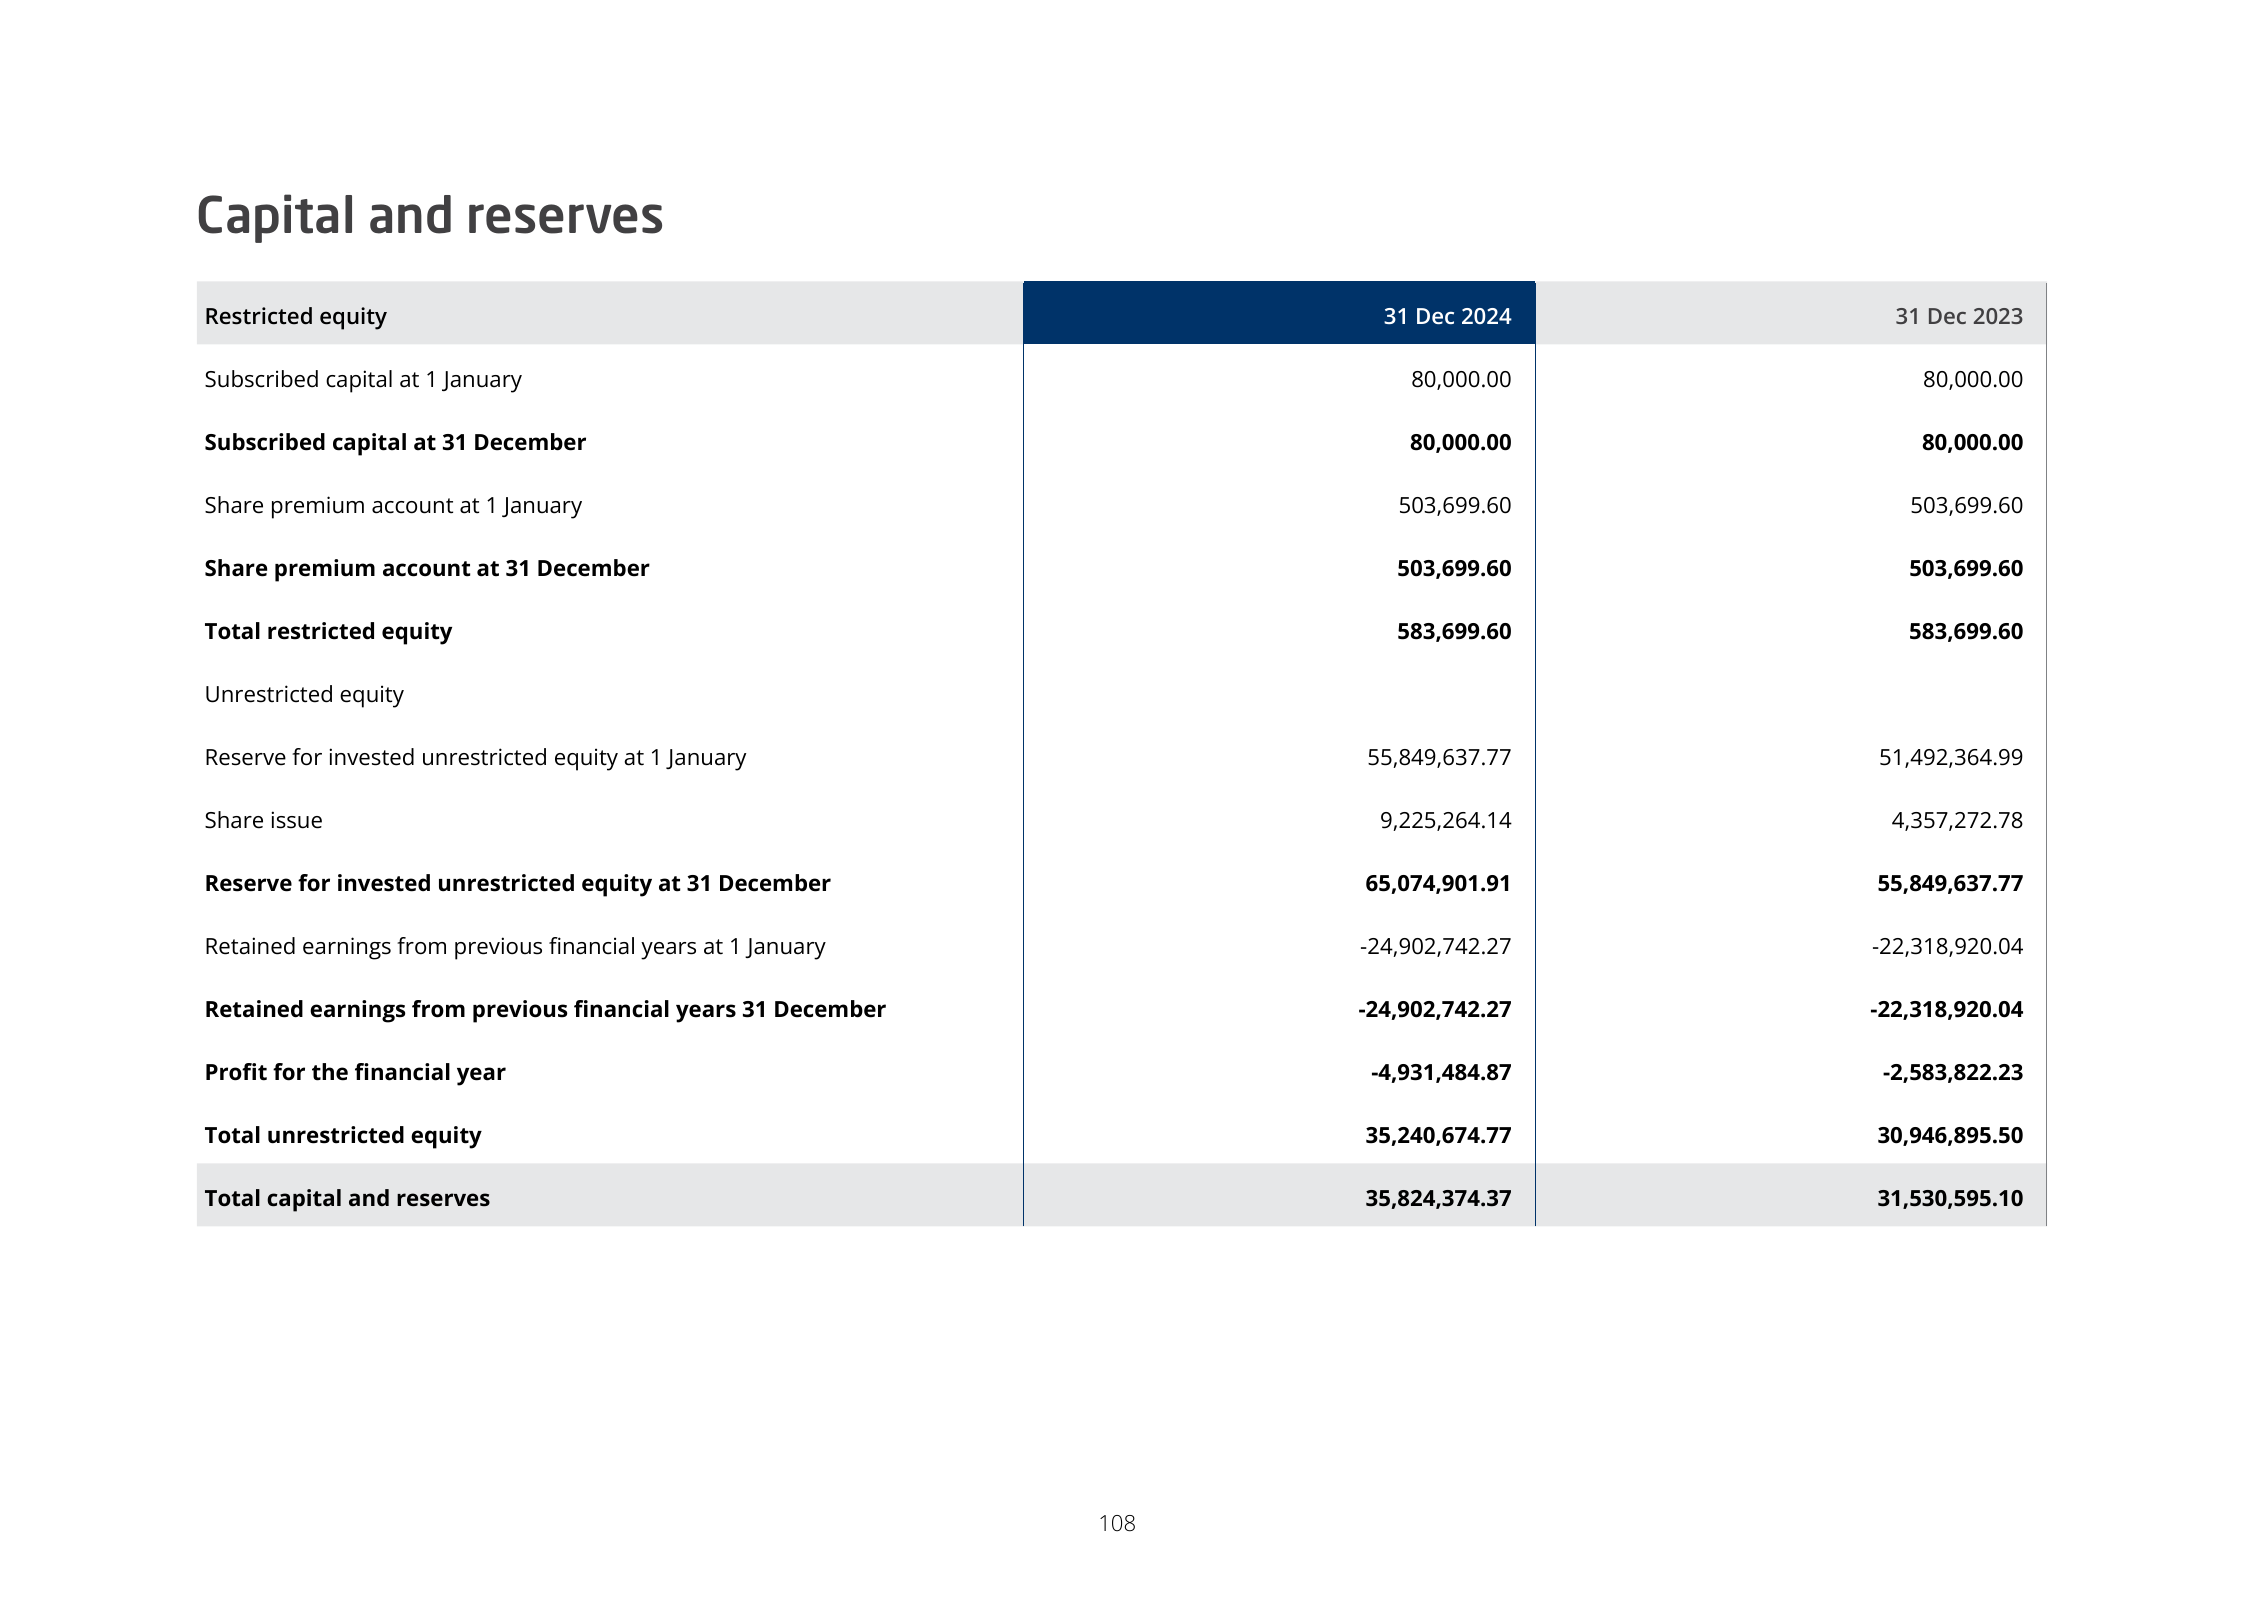 Capital and reserves
Restricted equity 31 Dec 2024 31 Dec 2023
Subscribed capital at 1 January 80,000.00 80,000.00
Subscribed capital at 31 December 80,000.00 80,000.00
Share premium account at 1 January 503,699.60 503,699.60
Share premium account at 31 December 503,699.60 503,699.60
Total restricted equity 583,699.60 583,699.60
Unrestricted equity
Reserve for invested unrestricted equity at 1 January 55,849,637.77 51,492,364.99
Share issue 9,225,264.14 4,357,272.78
Reserve for invested unrestricted equity at 31 December 65,074,901.91 55,849,637.77
Retained earnings from previous financial years at 1 January -24,902,742.27 -22,318,920.04
Retained earnings from previous financial years 31 December -24,902,742.27 -22,318,920.04
Profit for the financial year -4,931,484.87 -2,583,822.23
Total unrestricted equity 35,240,674.77 30,946,895.50
Total capital and reserves 35,824,374.37 31,530,595.10
108